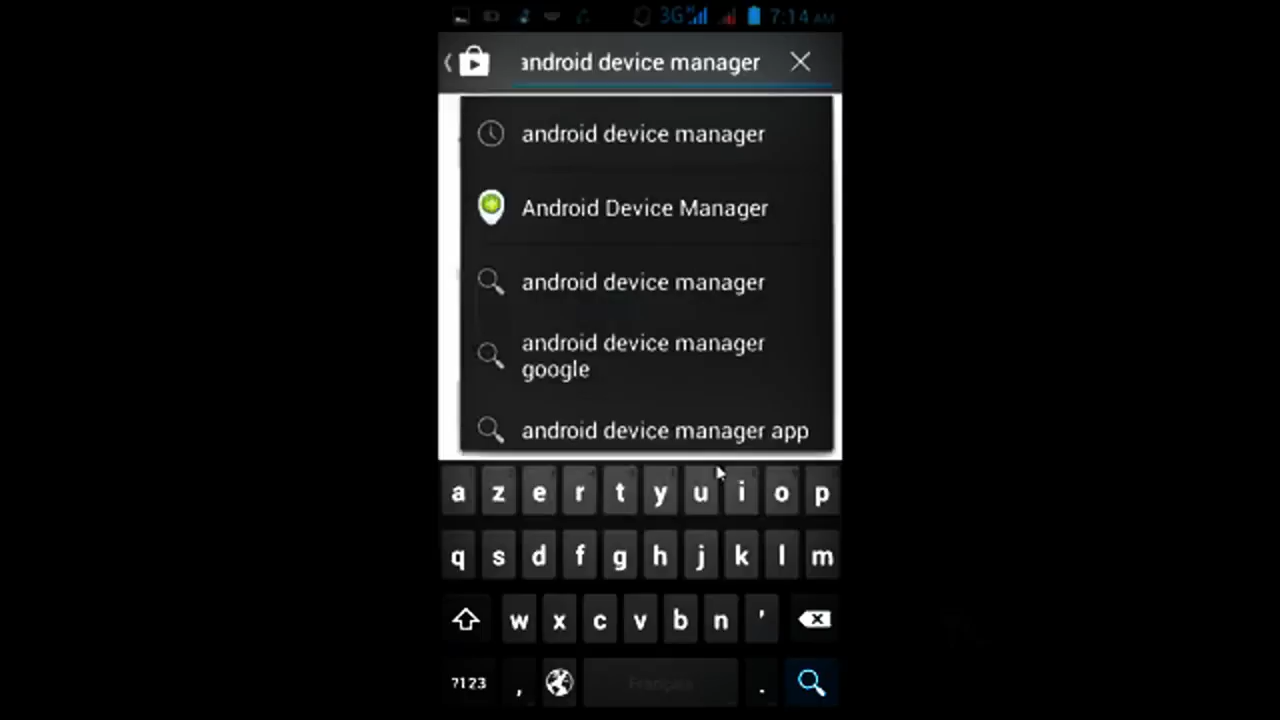 3G H 7:14 AM
android device manager
android device manager
Android Device Manager
android device manager
android device manager
google
android device manager app
a z e r t y u i o p
q s d f g h j k l m
w x c v b n '
?123 , Français .